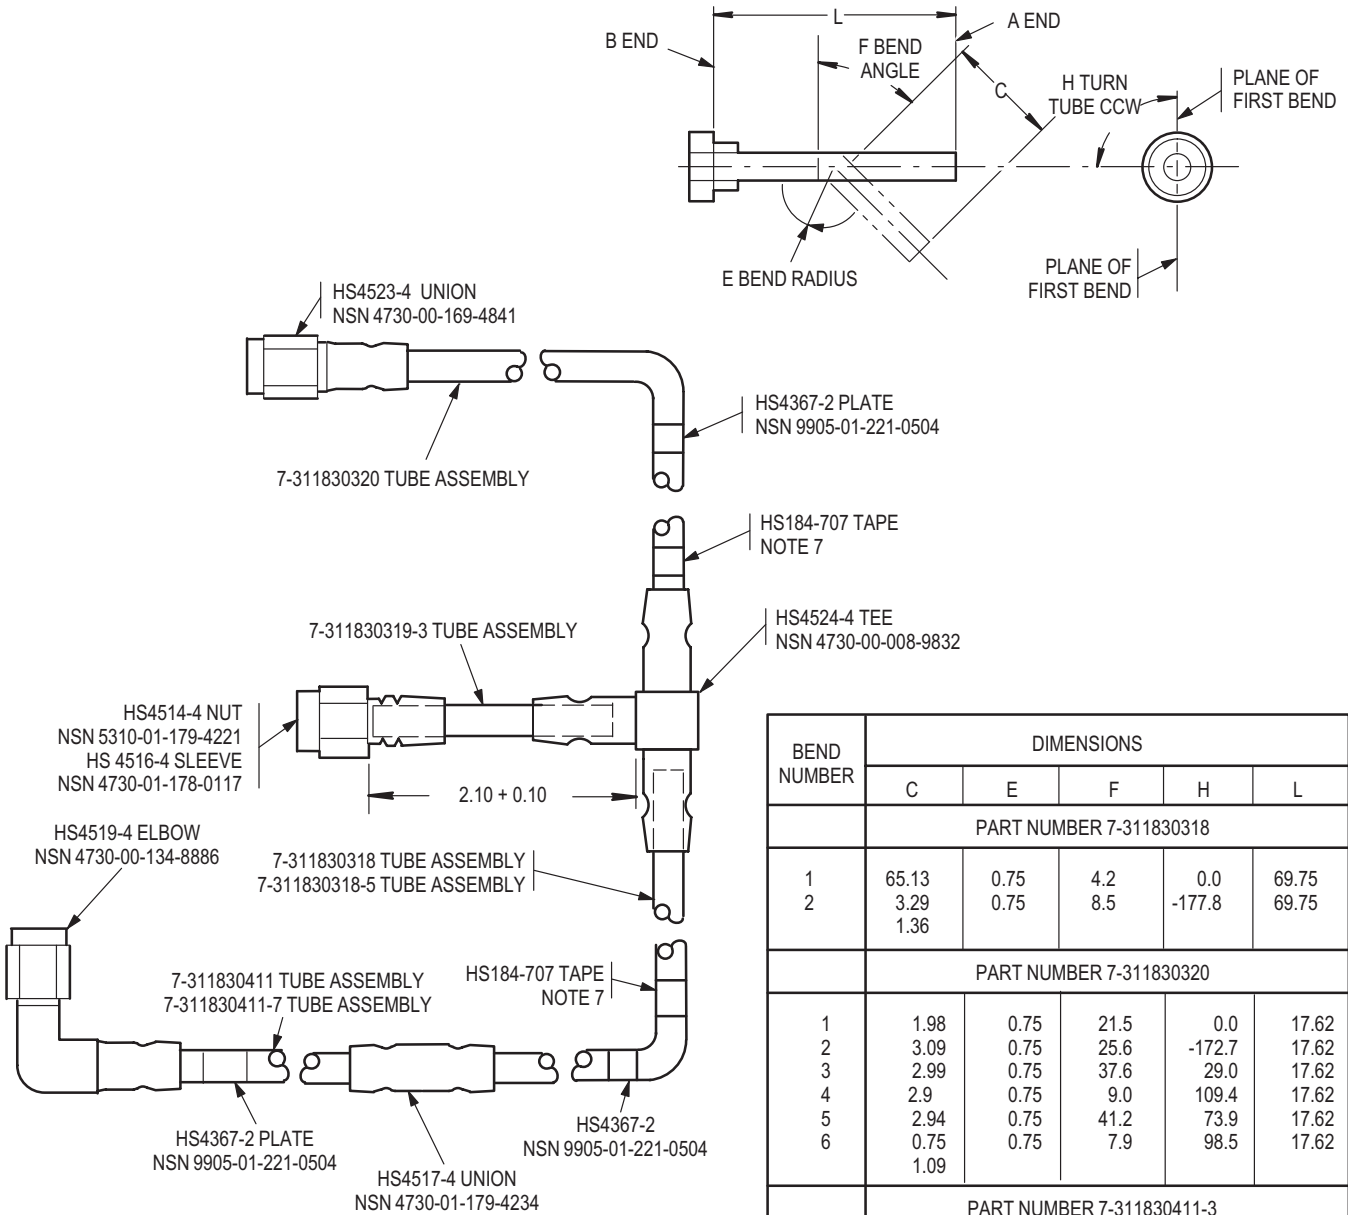 L
A END
B END
F BEND
ANGLE
C
H TURN
TUBE CCW
PLANE OF
FIRST BEND
E BEND RADIUS
PLANE OF
FIRST BEND
HS4523-4 UNION
NSN 4730-00-169-4841
HS4367-2 PLATE
NSN 9905-01-221-0504
7-311830320 TUBE ASSEMBLY
HS184-707 TAPE
NOTE 7
7-311830319-3 TUBE ASSEMBLY
HS4524-4 TEE
NSN 4730-00-008-9832
HS4514-4 NUT
NSN 5310-01-179-4221
HS 4516-4 SLEEVE
NSN 4730-01-178-0117
2.10 + 0.10
HS4519-4 ELBOW
NSN 4730-00-134-8886
7-311830318 TUBE ASSEMBLY
7-311830318-5 TUBE ASSEMBLY
7-311830411 TUBE ASSEMBLY
7-311830411-7 TUBE ASSEMBLY
HS184-707 TAPE
NOTE 7
HS4367-2 PLATE
NSN 9905-01-221-0504
HS4517-4 UNION
NSN 4730-01-179-4234
HS4367-2
NSN 9905-01-221-0504
BEND NUMBER DIMENSIONS
C E F H L
PART NUMBER 7-311830318
1 65.13 0.75 4.2 0.0 69.75
2 3.29 0.75 8.5 -177.8 69.75
1.36
PART NUMBER 7-311830320
1 1.98 0.75 21.5 0.0 17.62
2 3.09 0.75 25.6 -172.7 17.62
3 2.99 0.75 37.6 29.0 17.62
4 2.9 0.75 9.0 109.4 17.62
5 2.94 0.75 41.2 73.9 17.62
6 0.75 0.75 7.9 98.5 17.62
1.09
PART NUMBER 7-311830411-3